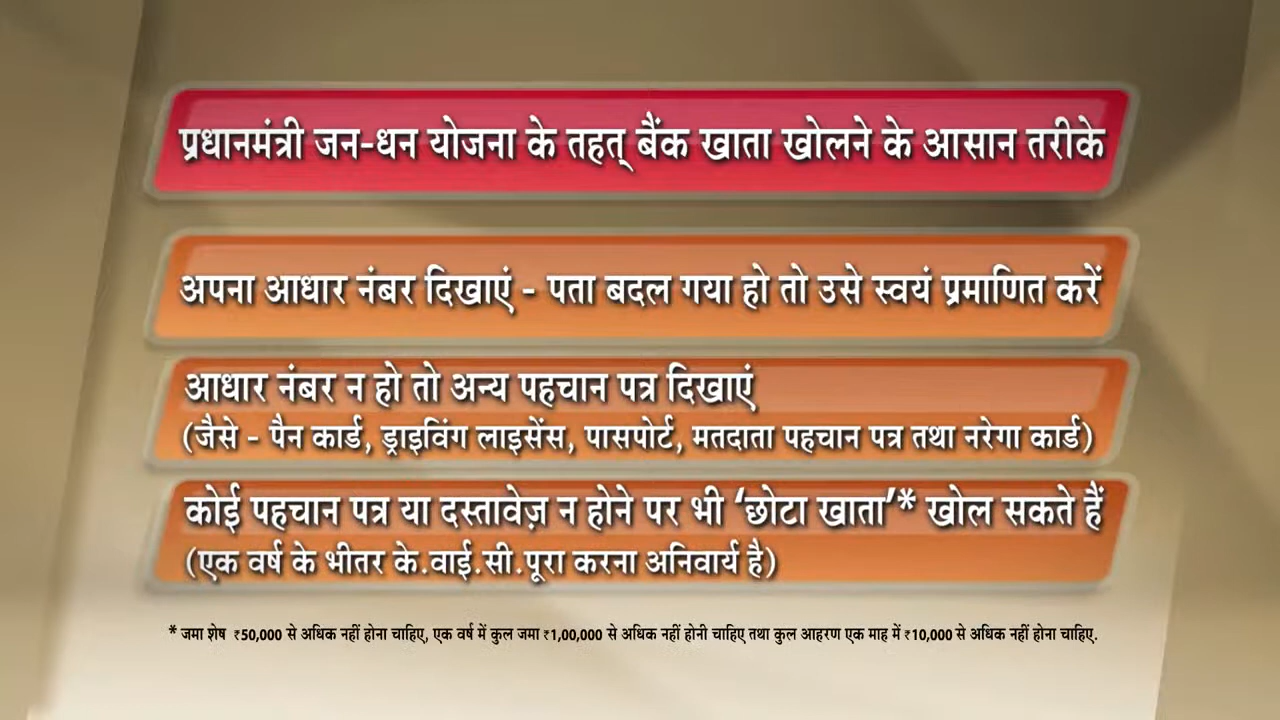 प्रधानमंत्री जन-धन योजना के तहत् बैंक खाता खोलने के आसान तरीके
अपना आधार नंबर दिखाएं - पता बदल गया हो तो उसे स्वयं प्रमाणित करें
आधार नंबर न हो तो अन्य पहचान पत्र दिखाएं
(जैसे - पैन कार्ड, ड्राइविंग लाइसेंस, पासपोर्ट, मतदाता पहचान पत्र तथा नरेगा कार्ड)
कोई पहचान पत्र या दस्तावेज़ न होने पर भी ‘छोटा खाता’* खोल सकते हैं
(एक वर्ष के भीतर के.वाई.सी.पूरा करना अनिवार्य है)
* जमा शेष ₹50,000 से अधिक नहीं होना चाहिए, एक वर्ष में कुल जमा ₹1,00,000 से अधिक नहीं होनी चाहिए तथा कुल आहरण एक माह में ₹10,000 से अधिक नहीं होना चाहिए.